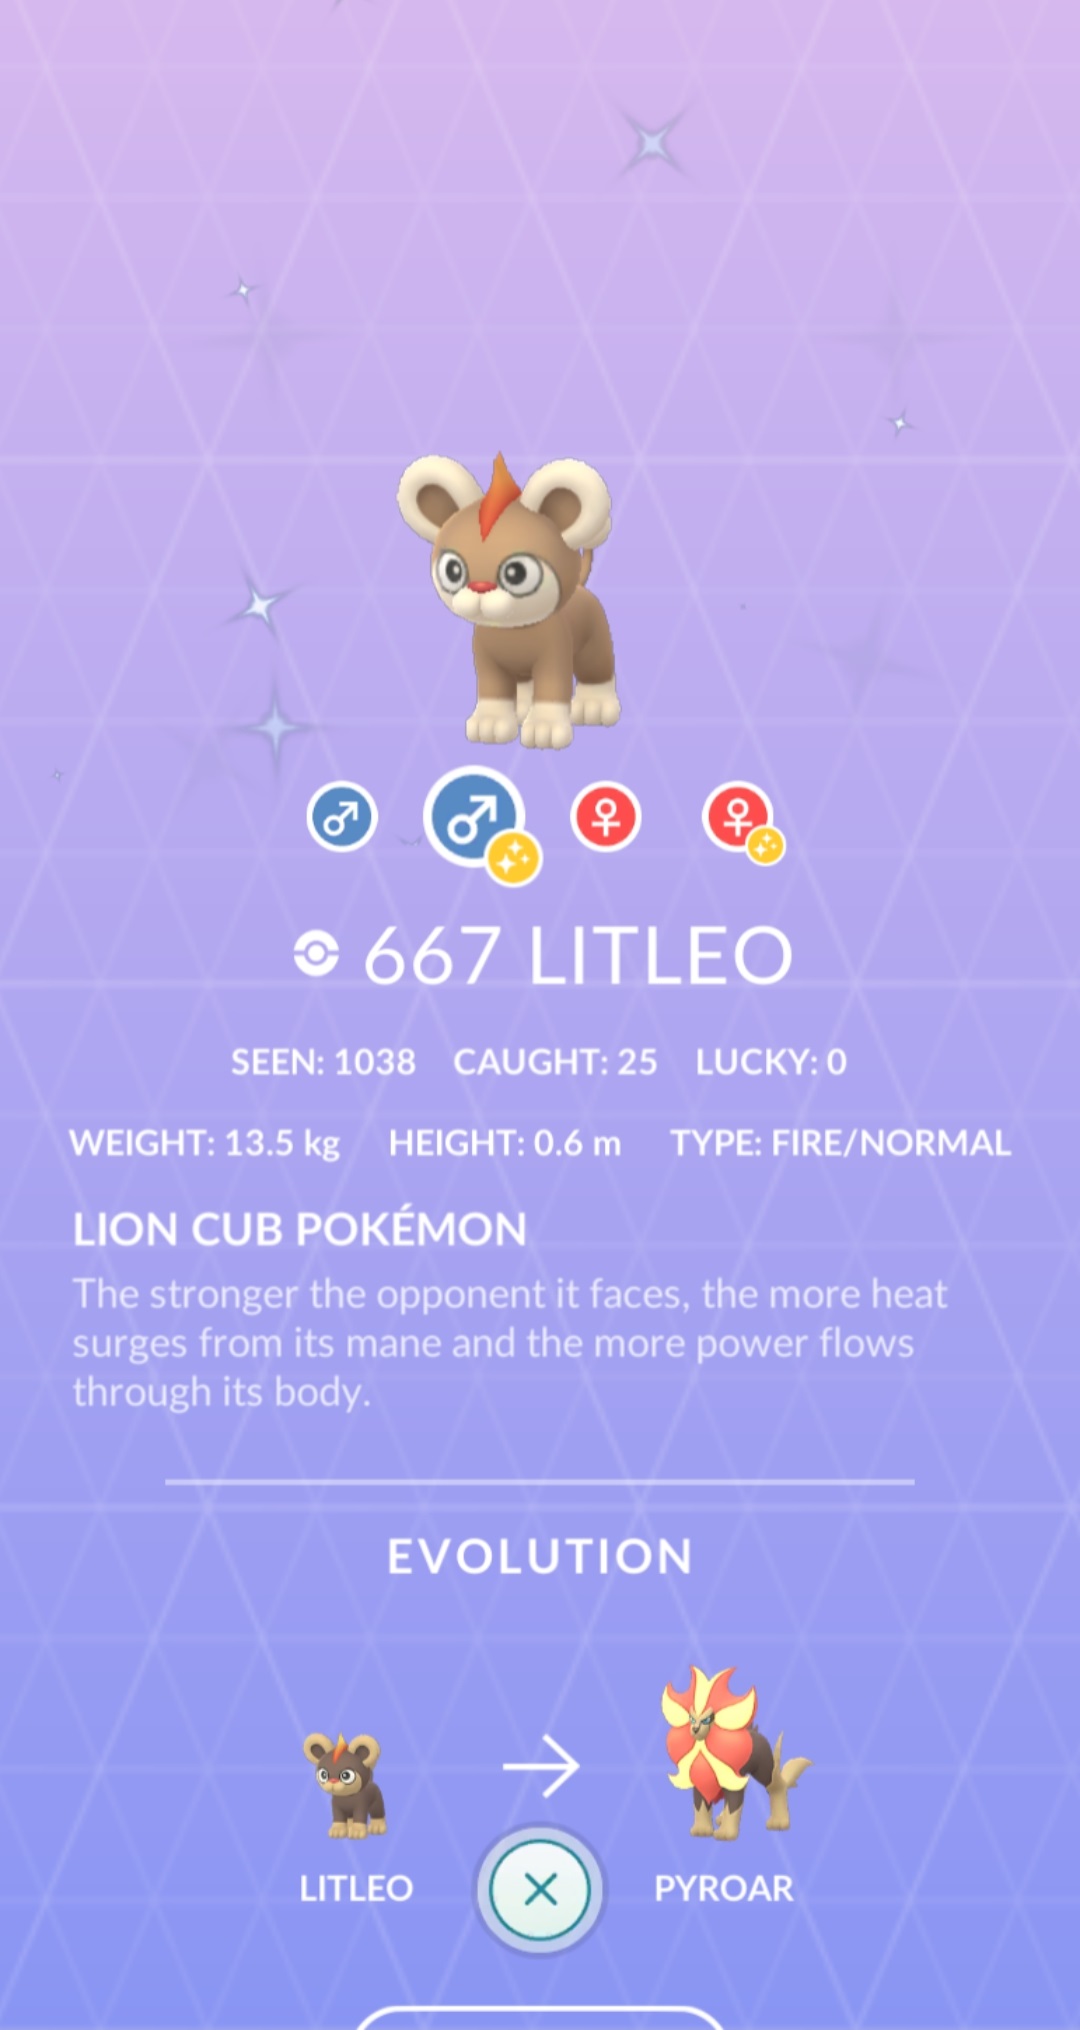 667 LITLEO
SEEN: 1038 CAUGHT: 25 LUCKY: 0
WEIGHT: 13.5 kg HEIGHT: 0.6 m TYPE: FIRE/NORMAL
LION CUB POKÉMON
The stronger the opponent it faces, the more heat
surges from its mane and the more power flows
through its body.
EVOLUTION
LITLEO PYROAR